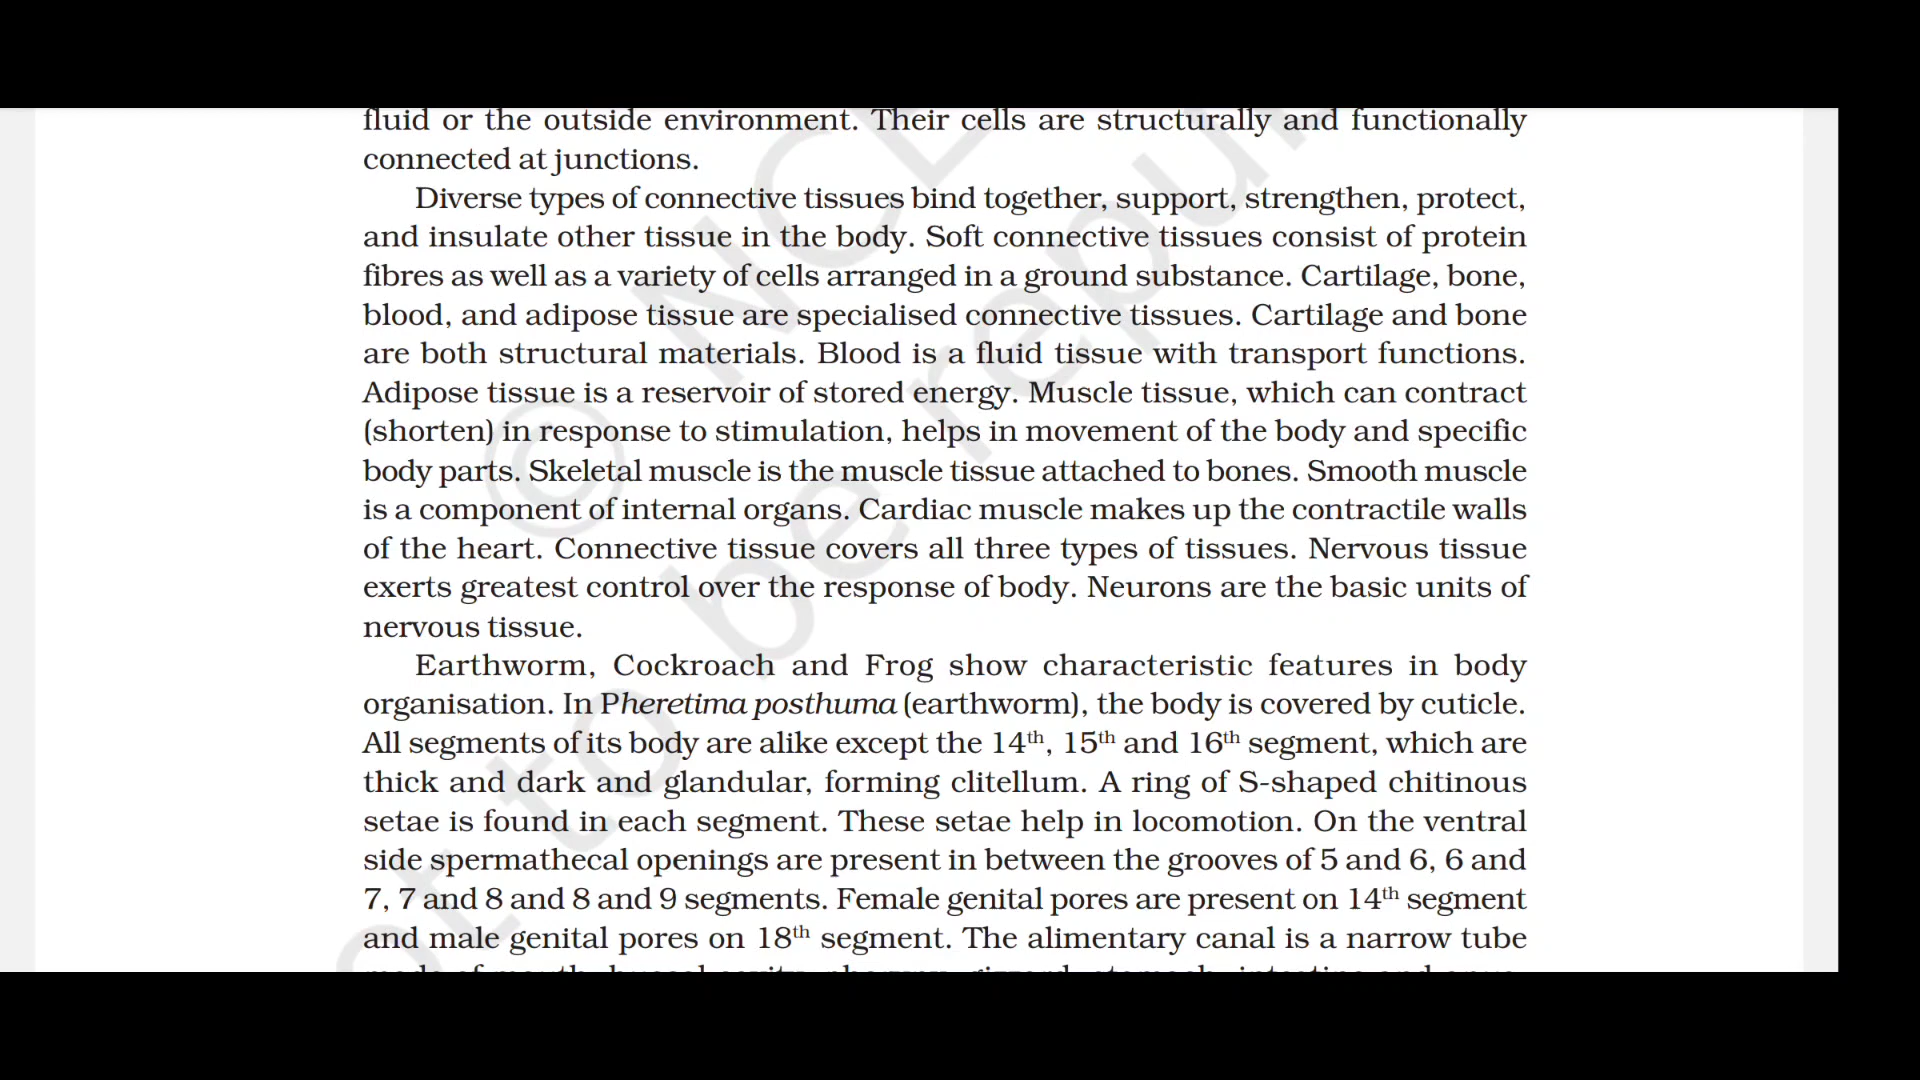 fluid or the outside environment. Their cells are structurally and functionally
connected at junctions.
Diverse types of connective tissues bind together, support, strengthen, protect,
and insulate other tissue in the body. Soft connective tissues consist of protein
fibres as well as a variety of cells arranged in a ground substance. Cartilage, bone,
blood, and adipose tissue are specialised connective tissues. Cartilage and bone
are both structural materials. Blood is a fluid tissue with transport functions.
Adipose tissue is a reservoir of stored energy. Muscle tissue, which can contract
(shorten) in response to stimulation, helps in movement of the body and specific
body parts. Skeletal muscle is the muscle tissue attached to bones. Smooth muscle
is a component of internal organs. Cardiac muscle makes up the contractile walls
of the heart. Connective tissue covers all three types of tissues. Nervous tissue
exerts greatest control over the response of body. Neurons are the basic units of
nervous tissue.
Earthworm, Cockroach and Frog show characteristic features in body
organisation. In Pheretima posthuma (earthworm), the body is covered by cuticle.
All segments of its body are alike except the 14th, 15th and 16th segment, which are
thick and dark and glandular, forming clitellum. A ring of S-shaped chitinous
setae is found in each segment. These setae help in locomotion. On the ventral
side spermathecal openings are present in between the grooves of 5 and 6, 6 and
7, 7 and 8 and 8 and 9 segments. Female genital pores are present on 14th segment
and male genital pores on 18th segment. The alimentary canal is a narrow tube